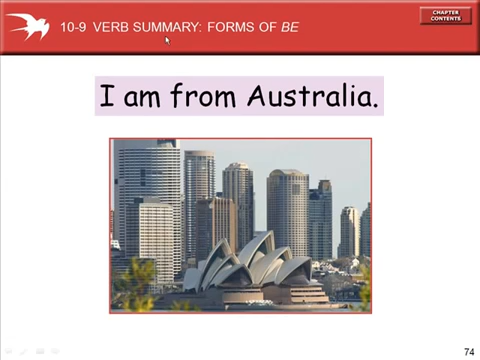 10-9 VERB SUMMARY: FORMS OF BE
CHAPTER
CONTENTS
I am from Australia.
74